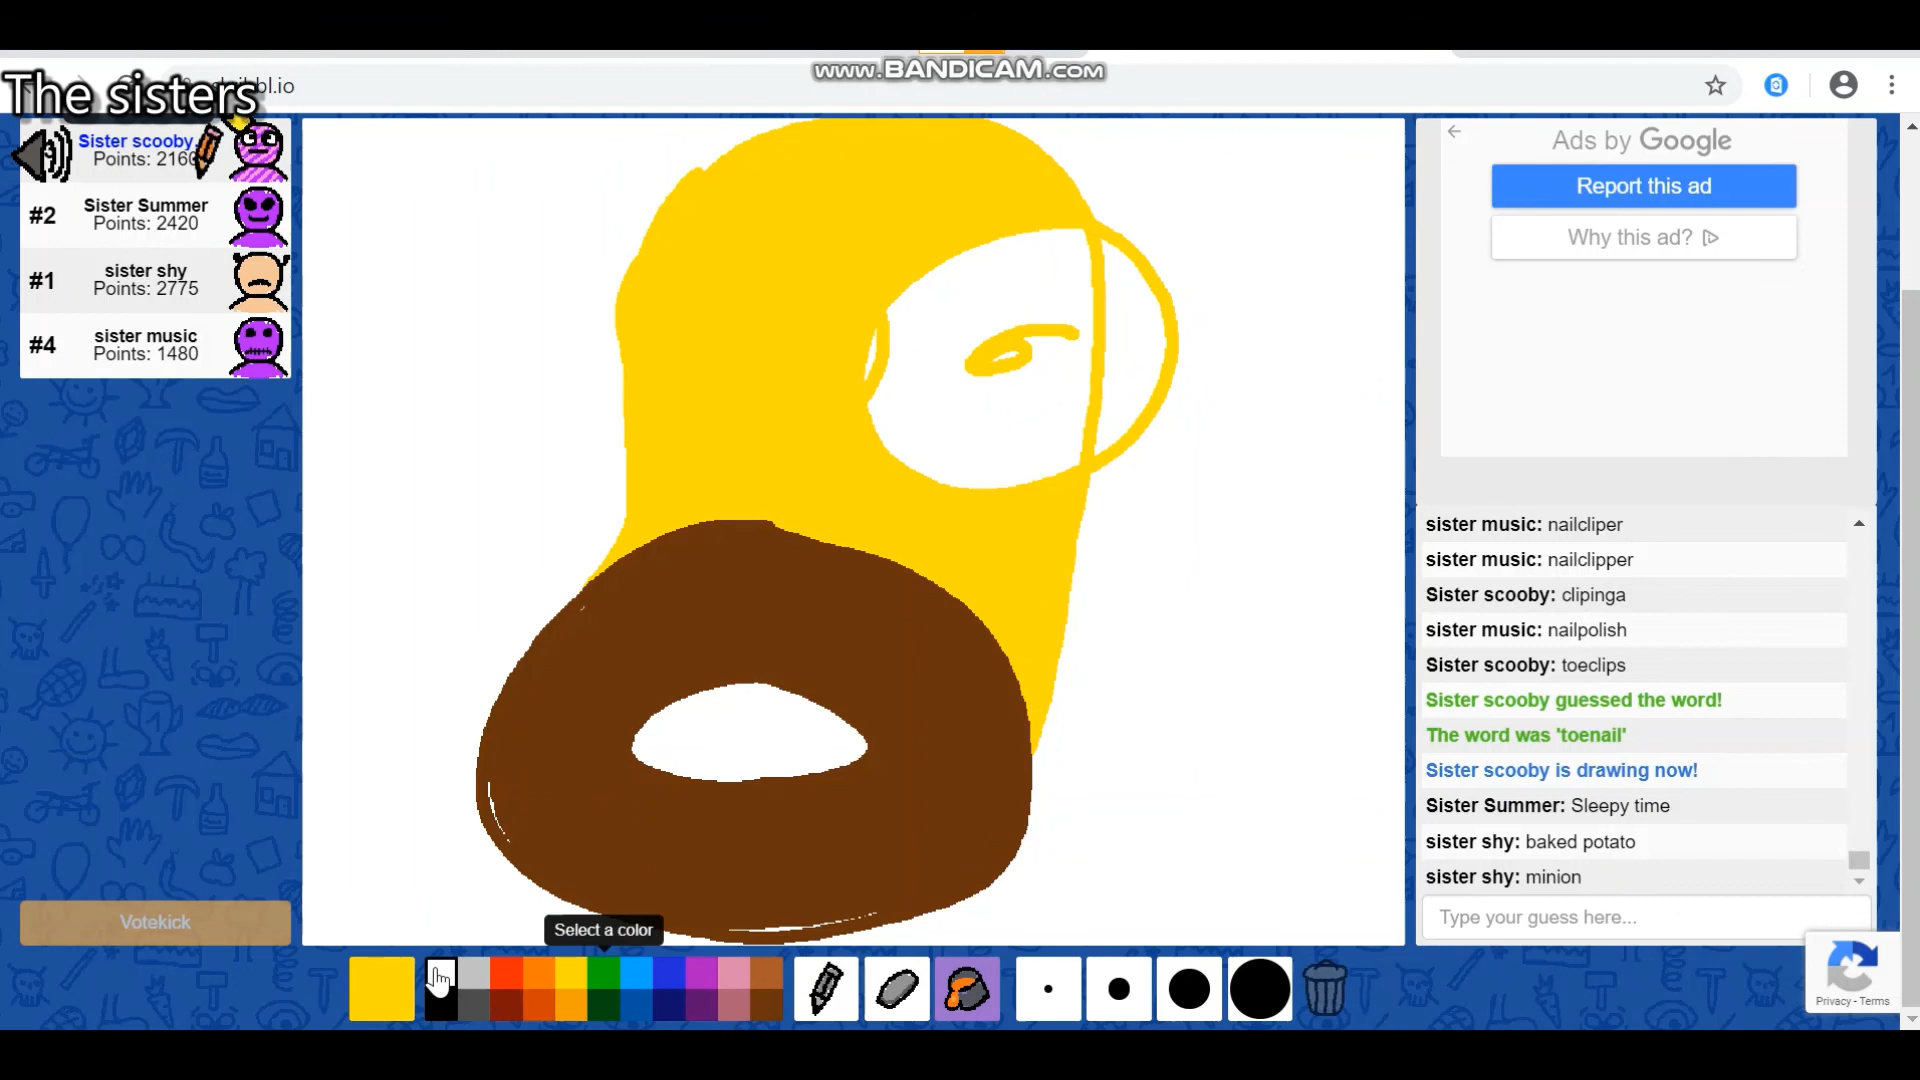 www.BANDICAM.com
The sisters
bl.io
Sister scooby
Points: 2160
#2
Sister Summer
Points: 2420
#1
sister shy
Points: 2775
#4
sister music
Points: 1480
Votekick
Select a color
Ads by Google
Report this ad
Why this ad?
sister music: nailcliper
sister music: nailclipper
Sister scooby: clipinga
sister music: nailpolish
Sister scooby: toeclips
Sister scooby guessed the word!
The word was 'toenail'
Sister scooby is drawing now!
Sister Summer: Sleepy time
sister shy: baked potato
sister shy: minion
Type your guess here...
Privacy - Terms